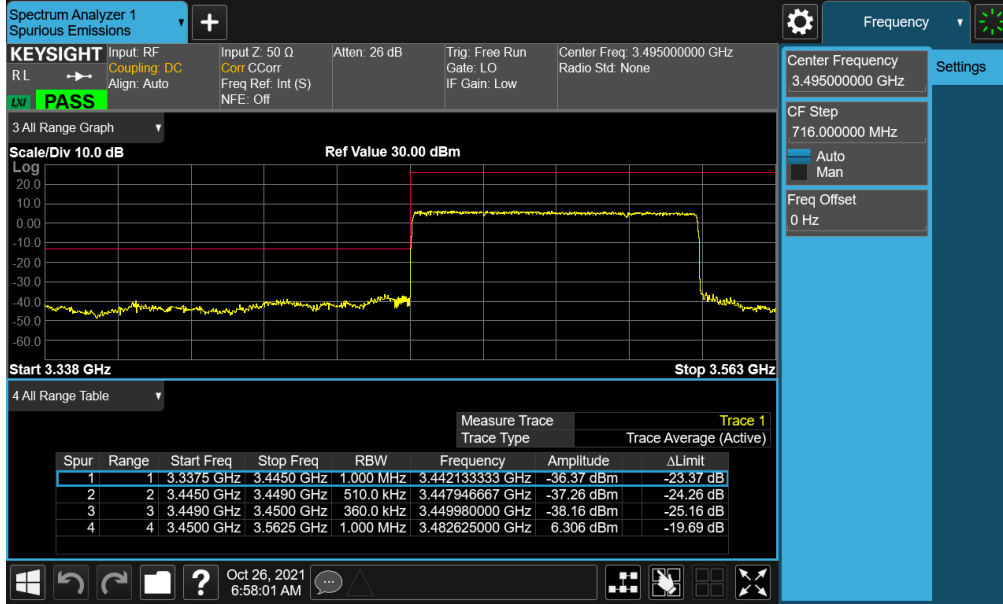 Spectrum Analyzer 1
Spurious Emissions
Frequency
KEYSIGHT
RL
LXI PASS
Input: RF
Coupling: DC
Align: Auto
Input Z: 50 Ω
Corr CCorr
Freq Ref: Int (S)
NFE: Off
Atten: 26 dB
Trig: Free Run
Gate: LO
IF Gain: Low
Center Freq: 3.495000000 GHz
Radio Std: None
Center Frequency
3.495000000 GHz
Settings
CF Step
716.000000 MHz
Auto
Man
Freq Offset
0 Hz
3 All Range Graph
Scale/Div 10.0 dB
Ref Value 30.00 dBm
Log
20.0
10.0
0.00
-10.0
-20.0
-30.0
-40.0
-50.0
-60.0
Start 3.338 GHz
Stop 3.563 GHz
4 All Range Table
Measure Trace Trace 1
Trace Type Trace Average (Active)
Spur Range Start Freq Stop Freq RBW Frequency Amplitude ΔLimit
1 1 3.3375 GHz 3.4450 GHz 1.000 MHz 3.442133333 GHz -36.37 dBm -23.37 dB
2 2 3.4450 GHz 3.4490 GHz 510.0 kHz 3.447946667 GHz -37.26 dBm -24.26 dB
3 3 3.4490 GHz 3.4500 GHz 360.0 kHz 3.449980000 GHz -38.16 dBm -25.16 dB
4 4 3.4500 GHz 3.5625 GHz 1.000 MHz 3.482625000 GHz 6.306 dBm -19.69 dB
Oct 26, 2021
6:58:01 AM